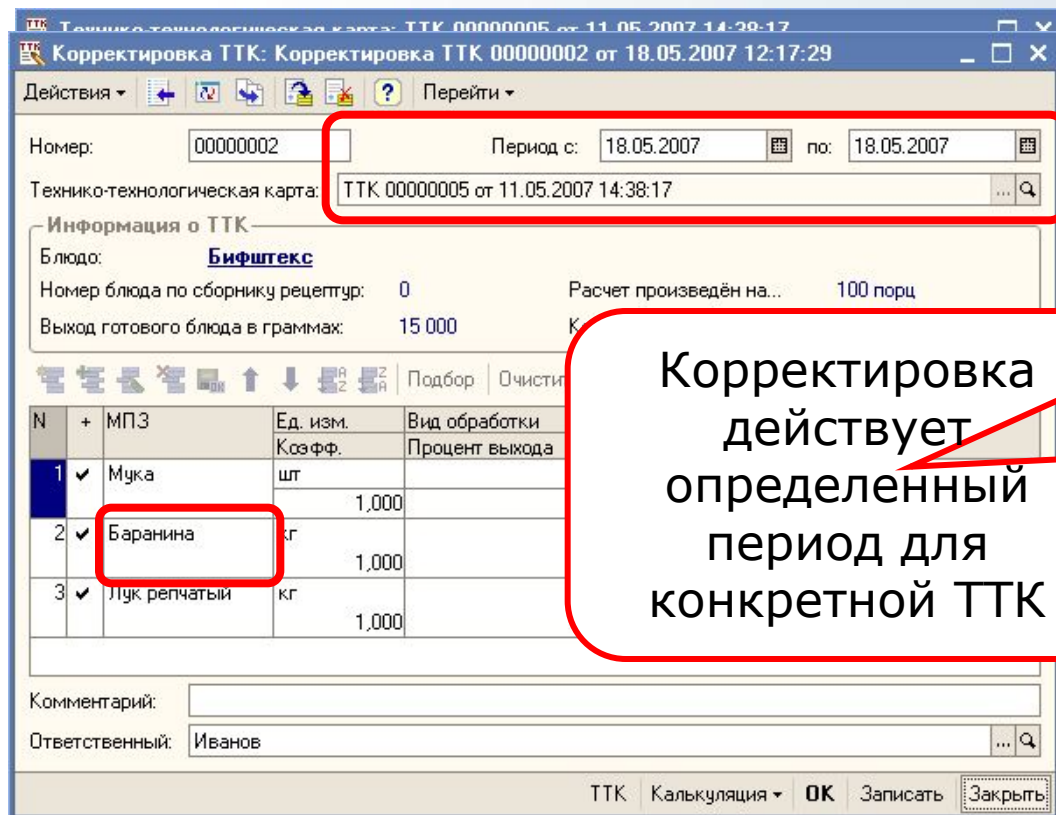 Технико-технологическая карта: ТТК 00000005 от 11.05.2007 14:38:17
Корректировка ТТК: Корректировка ТТК 00000002 от 18.05.2007 12:17:29
Действия Перейти
Номер: 00000002 Период с: 18.05.2007 по: 18.05.2007
Технико-технологическая карта: ТТК 00000005 от 11.05.2007 14:38:17 ...
Информация о ТТК
Блюдо: Бифштекс
Номер блюда по сборнику рецептур: 0 Расчет произведён на... 100 порц
Выход готового блюда в граммах: 15 000
Подбор Очисти
N + МПЗ Ед. изм. Вид обработки
Коэфф. Процент выхода
1 Мука шт
1,000
2 Баранина кг
1,000
3 Лук репчатый кг
1,000
Корректировка
действует
определенный
период для
конкретной ТТК
Комментарий:
Ответственный: Иванов ...
ТТК Калькуляция OK Записать Закрыть